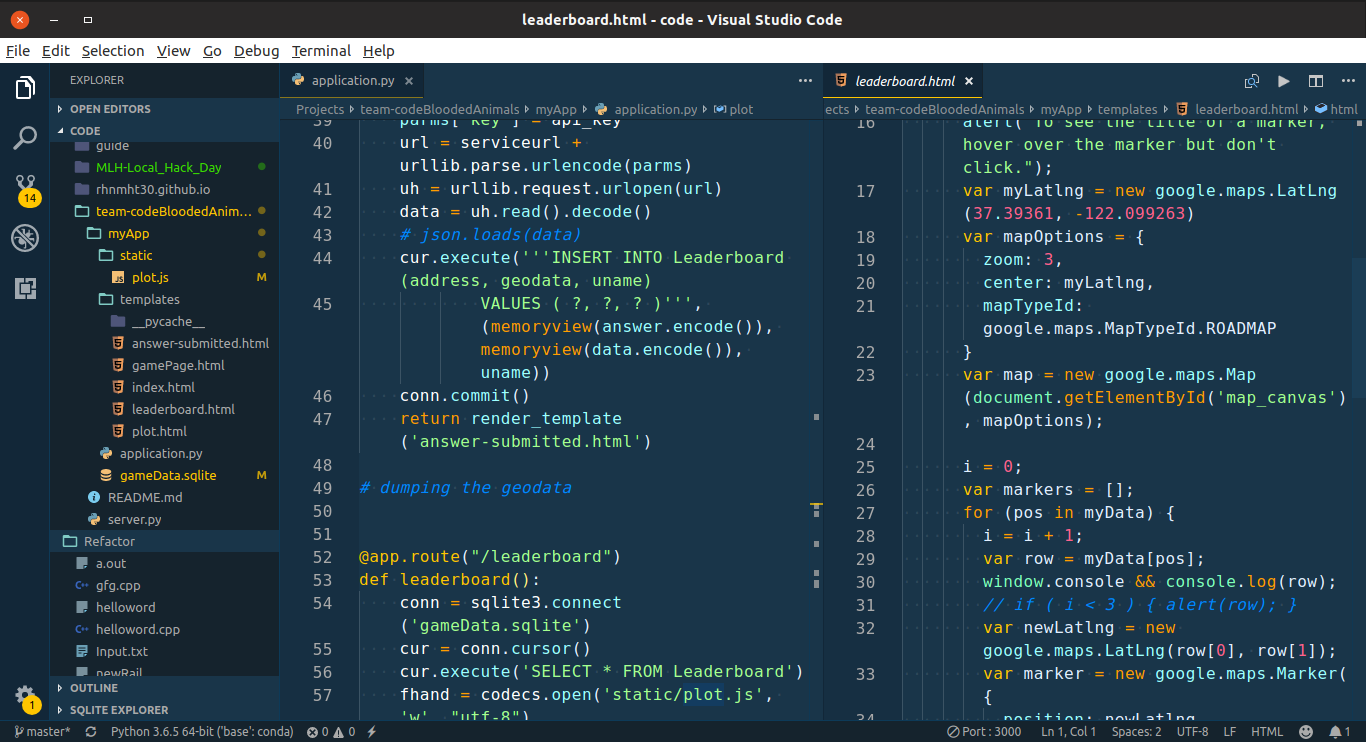 leaderboard.html - code - Visual Studio Code
File Edit Selection View Go Debug Terminal Help
EXPLORER
OPEN EDITORS
CODE
guide
MLH-Local_Hack_Day
rhnmht30.github.io
team-codeBloodedAnim...
myApp
static
plot.js M
templates
__pycache__
answer-submitted.html
gamePage.html
index.html
leaderboard.html
plot.html
application.py
gameData.sqlite M
README.md
server.py
Refactor
a.out
gfg.cpp
helloword
helloword.cpp
Input.txt
newRail
OUTLINE
SQLITE EXPLORER
14
1
application.py ×
Projects › team-codeBloodedAnimals › myApp › application.py › plot
39 parms["key"] = api_key
40 url = serviceurl +
urllib.parse.urlencode(parms)
41 uh = urllib.request.urlopen(url)
42 data = uh.read().decode()
43 # json.loads(data)
44 cur.execute('''INSERT INTO Leaderboard
(address, geodata, uname)
45 VALUES ( ?, ?, ? )''',
(memoryview(answer.encode()),
memoryview(data.encode()),
uname))
46 conn.commit()
47 return render_template
('answer-submitted.html')
48
49 # dumping the geodata
50
51
52 @app.route("/leaderboard")
53 def leaderboard():
54 conn = sqlite3.connect
('gameData.sqlite')
55 cur = conn.cursor()
56 cur.execute('SELECT * FROM Leaderboard')
57 fhand = codecs.open('static/plot.js',
'w', "utf-8")
leaderboard.html ×
ects › team-codeBloodedAnimals › myApp › templates › leaderboard.html › html
16 alert("To see the title of a marker,
hover over the marker but don't
click.");
17 var myLatlng = new google.maps.LatLng
(37.39361, -122.099263)
18 var mapOptions = {
19 zoom: 3,
20 center: myLatlng,
21 mapTypeId:
google.maps.MapTypeId.ROADMAP
22 }
23 var map = new google.maps.Map
(document.getElementById('map_canvas')
, mapOptions);
24
25 i = 0;
26 var markers = [];
27 for (pos in myData) {
28 i = i + 1;
29 var row = myData[pos];
30 window.console && console.log(row);
31 // if ( i < 3 ) { alert(row); }
32 var newLatlng = new
google.maps.LatLng(row[0], row[1]);
33 var marker = new google.maps.Marker(
{
34 position: newLatlng,
master* Python 3.6.5 64-bit ('base': conda) 0 0 Port : 3000 Ln 1, Col 1 Spaces: 2 UTF-8 LF HTML 1